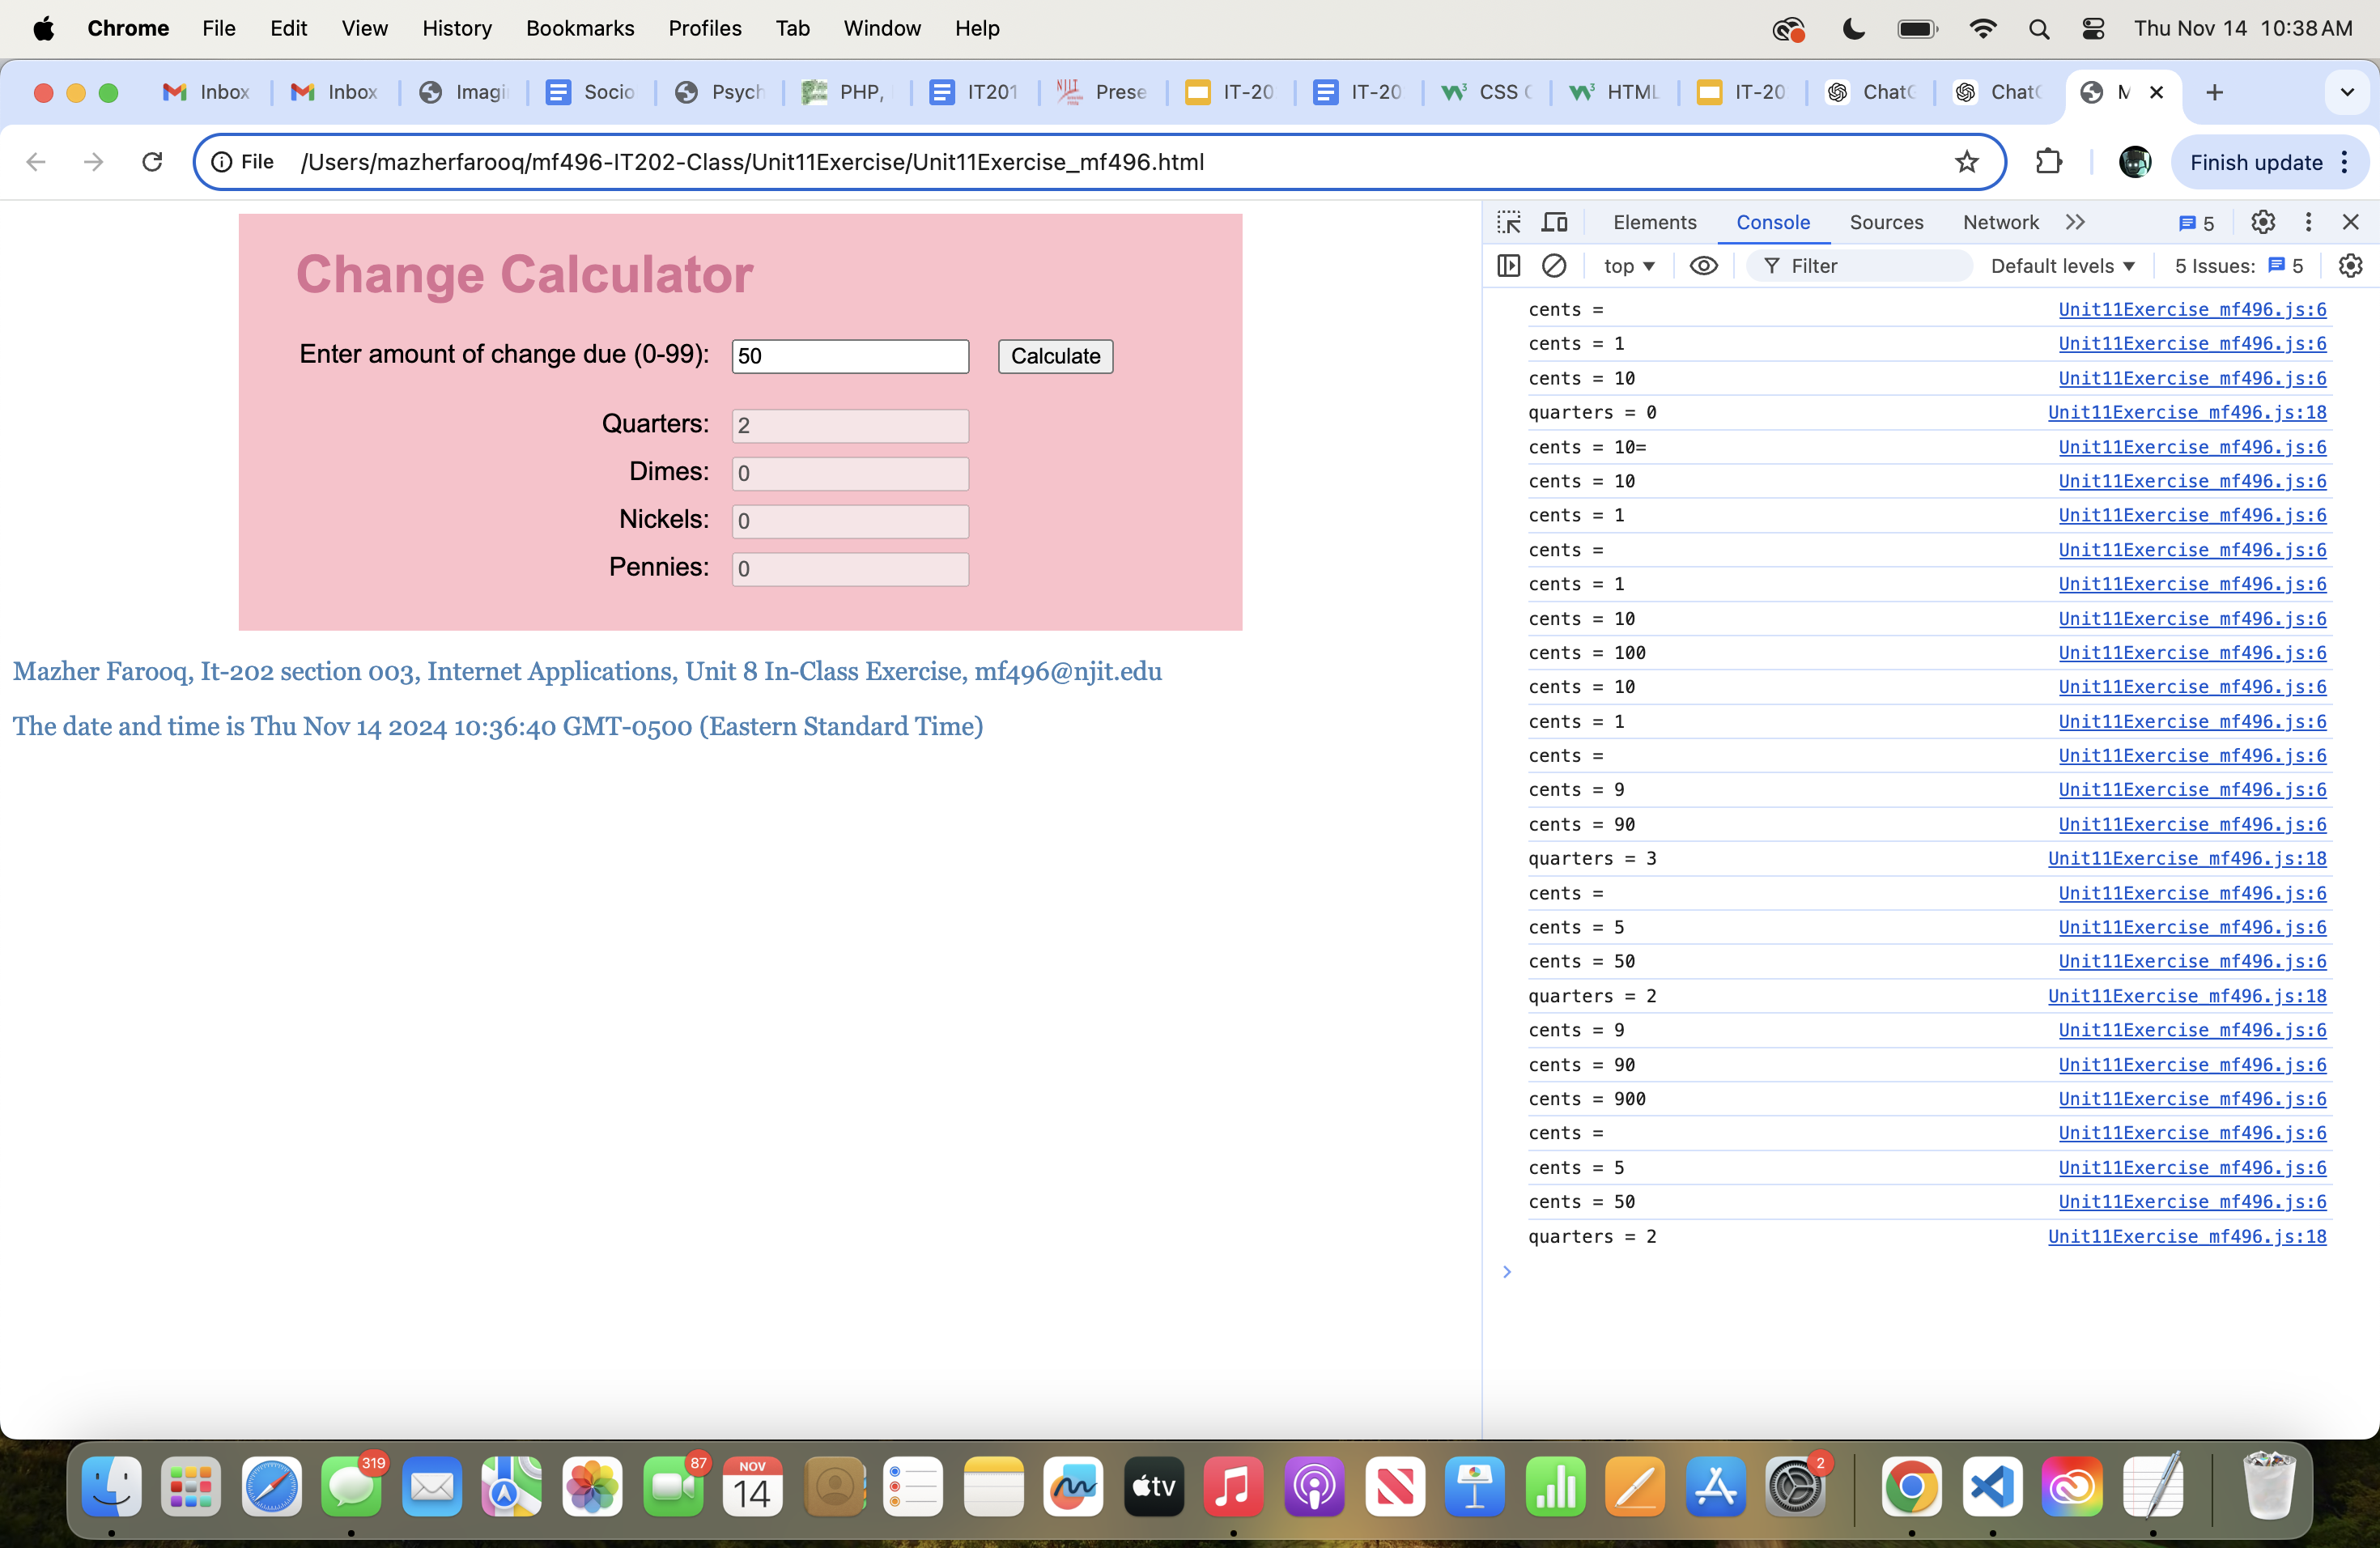 Chrome File Edit View History Bookmarks Profiles Tab Window Help Thu Nov 14 10:38 AM
Inbox Inbox Imagi Socio Psych PHP, IT201 Prese IT-20 IT-20 CSS HTML IT-20 Chat Chat M
File /Users/mazherfarooq/mf496-IT202-Class/Unit11Exercise/Unit11Exercise_mf496.html Finish update
Change Calculator
Enter amount of change due (0-99): 50 Calculate
Quarters: 2
Dimes: 0
Nickels: 0
Pennies: 0
Mazher Farooq, It-202 section 003, Internet Applications, Unit 8 In-Class Exercise, mf496@njit.edu
The date and time is Thu Nov 14 2024 10:36:40 GMT-0500 (Eastern Standard Time)
Elements Console Sources Network 5
top Filter Default levels 5 Issues: 5
cents = Unit11Exercise_mf496.js:6
cents = 1 Unit11Exercise_mf496.js:6
cents = 10 Unit11Exercise_mf496.js:6
quarters = 0 Unit11Exercise_mf496.js:18
cents = 10= Unit11Exercise_mf496.js:6
cents = 10 Unit11Exercise_mf496.js:6
cents = 1 Unit11Exercise_mf496.js:6
cents = Unit11Exercise_mf496.js:6
cents = 1 Unit11Exercise_mf496.js:6
cents = 10 Unit11Exercise_mf496.js:6
cents = 100 Unit11Exercise_mf496.js:6
cents = 10 Unit11Exercise_mf496.js:6
cents = 1 Unit11Exercise_mf496.js:6
cents = Unit11Exercise_mf496.js:6
cents = 9 Unit11Exercise_mf496.js:6
cents = 90 Unit11Exercise_mf496.js:6
quarters = 3 Unit11Exercise_mf496.js:18
cents = Unit11Exercise_mf496.js:6
cents = 5 Unit11Exercise_mf496.js:6
cents = 50 Unit11Exercise_mf496.js:6
quarters = 2 Unit11Exercise_mf496.js:18
cents = 9 Unit11Exercise_mf496.js:6
cents = 90 Unit11Exercise_mf496.js:6
cents = 900 Unit11Exercise_mf496.js:6
cents = Unit11Exercise_mf496.js:6
cents = 5 Unit11Exercise_mf496.js:6
cents = 50 Unit11Exercise_mf496.js:6
quarters = 2 Unit11Exercise_mf496.js:18
319 87 NOV 14 tv 2